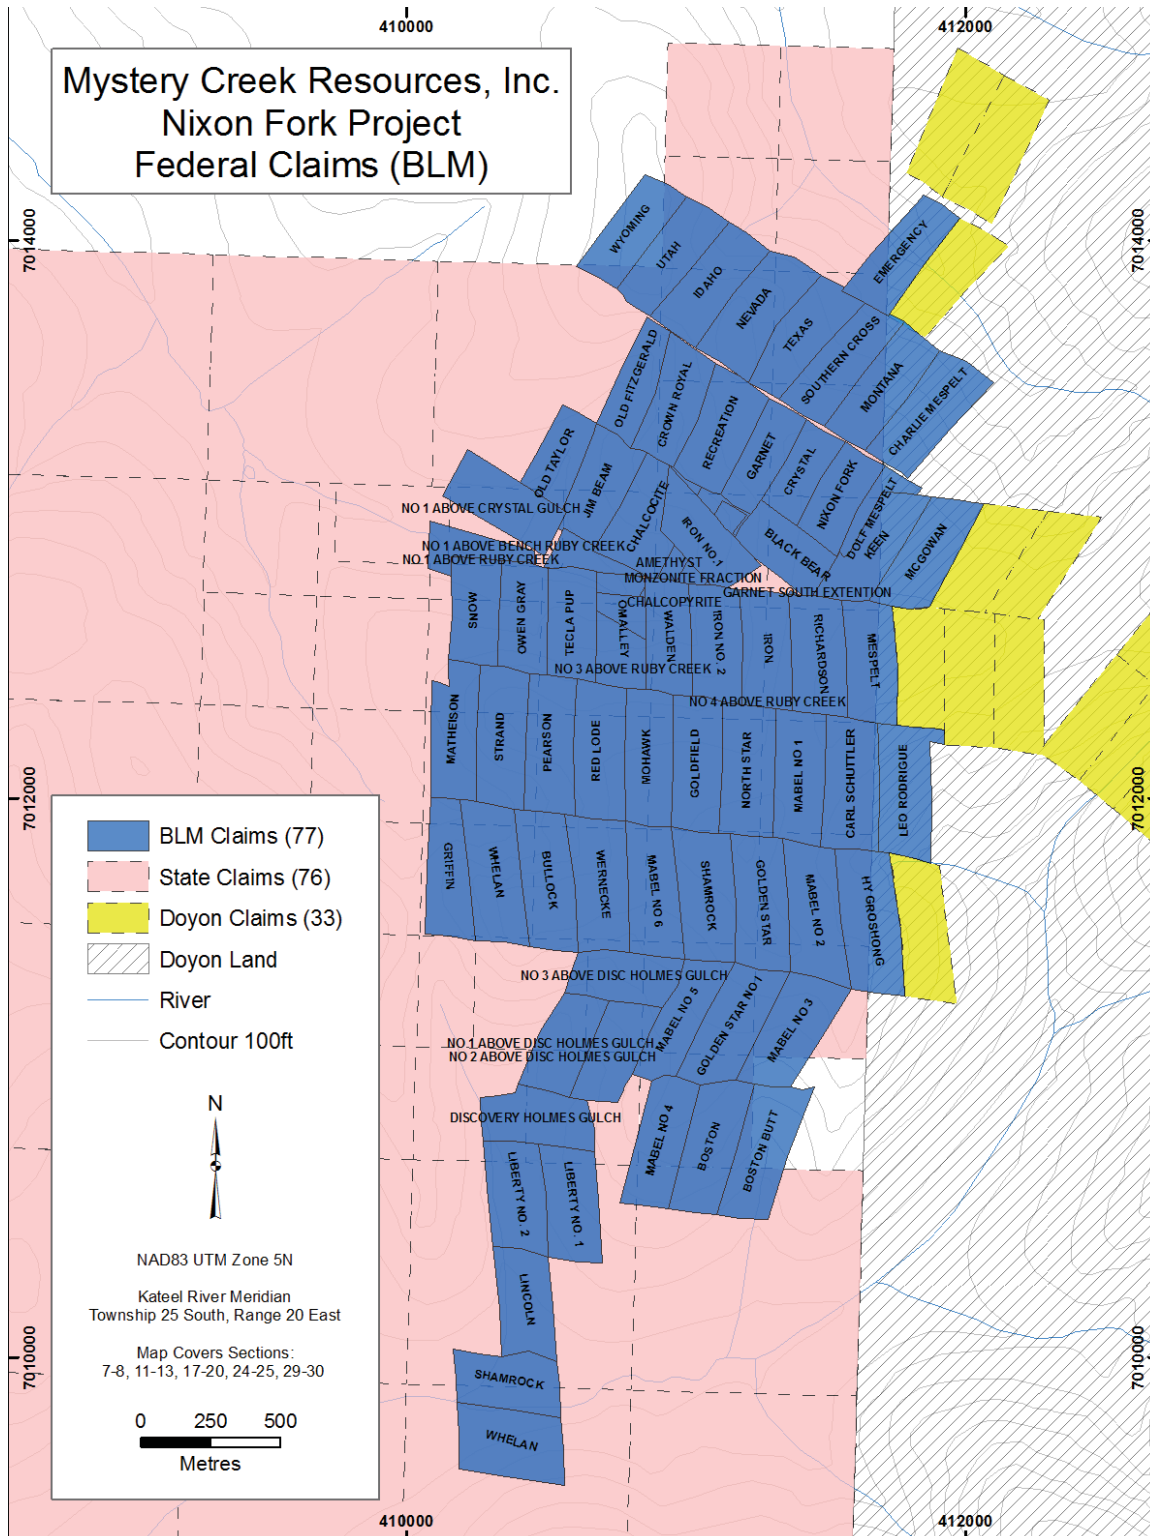 410000
412000
Mystery Creek Resources, Inc.
Nixon Fork Project
Federal Claims (BLM)
7014000
7014000
WYOMING
UTAH
IDAHO
NEVADA
TEXAS
SOUTHERN CROSS
MONTANA
CHARLIE MESPELT
EMERGENCY
OLD FITZGERALD
CROWN ROYAL
RECREATION
GARNET
CRYSTAL
NIXON FORK
DOLF MESPELT
KEEN
MCGOWAN
OLD TAYLOR
JIM BEAM
CHALCOCITE
IRON NO.1
BLACK BEAR
NO 1 ABOVE CRYSTAL GULCH
NO 1 ABOVE BENCH RUBY CREEK
NO 1 ABOVE RUBY CREEK
AMETHYST
MONZONITE FRACTION
GARNET SOUTH EXTENTION
CHALCOPYRITE
SNOW
OWEN GRAY
TECLA PUP
OMALLEY
WALDEN
IRON NO. 2
IRON
RICHARDSON
MESPELT
NO 3 ABOVE RUBY CREEK
NO 4 ABOVE RUBY CREEK
MATHEISON
STRAND
PEARSON
RED LODE
MOHAWK
GOLDFIELD
NORTH STAR
MABEL NO 1
CARL SCHUTTLER
LEO RODRIGUE
7012000
7012000
GRIFFIN
WHELAN
BULLOCK
WERNECKE
MABEL NO 6
SHAMROCK
GOLDEN STAR
MABEL NO 2
HY GROSHONG
NO 3 ABOVE DISC HOLMES GULCH
MABEL NO 5
GOLDEN STAR NO 1
MABEL NO 3
NO 1 ABOVE DISC HOLMES GULCH
NO 2 ABOVE DISC HOLMES GULCH
DISCOVERY HOLMES GULCH
MABEL NO 4
BOSTON
BOSTON BUTT
LIBERTY NO. 2
LIBERTY NO. 1
LINCOLN
SHAMROCK
WHELAN
BLM Claims (77)
State Claims (76)
Doyon Claims (33)
Doyon Land
River
Contour 100ft
N
NAD83 UTM Zone 5N
Kateel River Meridian
Township 25 South, Range 20 East
Map Covers Sections:
7-8, 11-13, 17-20, 24-25, 29-30
0 250 500
Metres
7010000
7010000
410000
412000